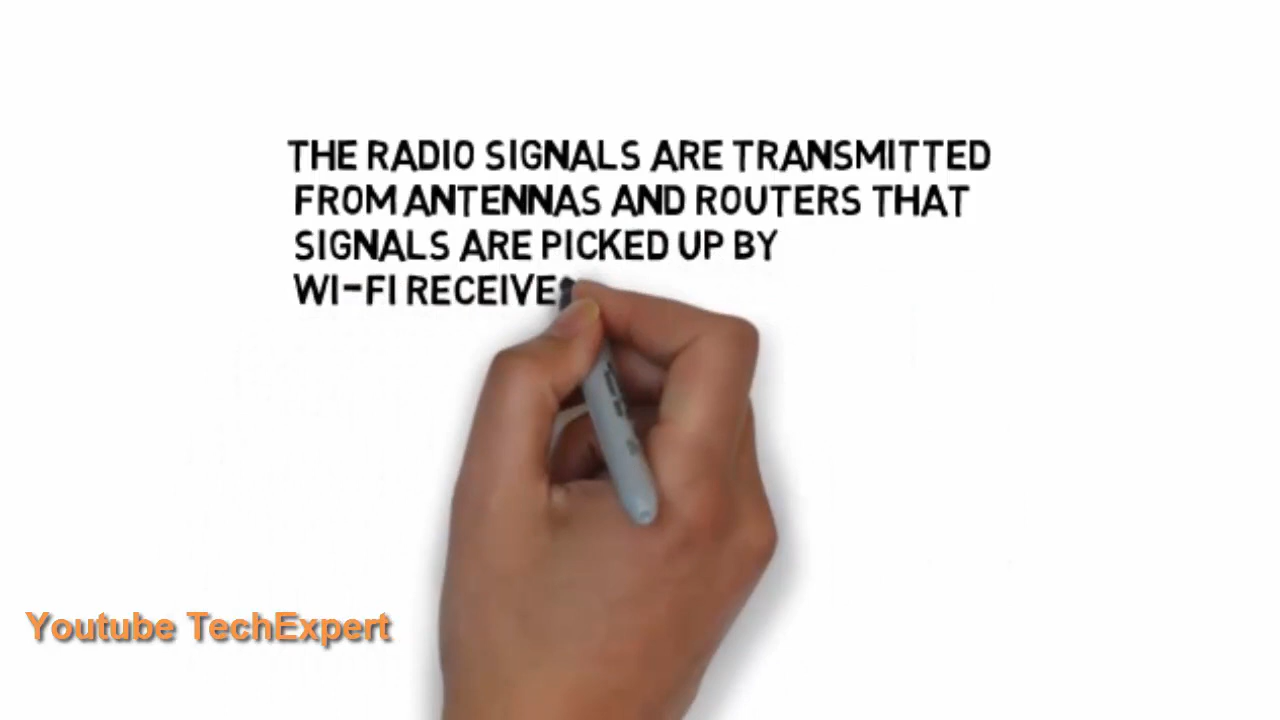 THE RADIO SIGNALS ARE TRANSMITTED
FROM ANTENNAS AND ROUTERS THAT
SIGNALS ARE PICKED UP BY
WI-FI RECEIVE
Youtube TechExpert